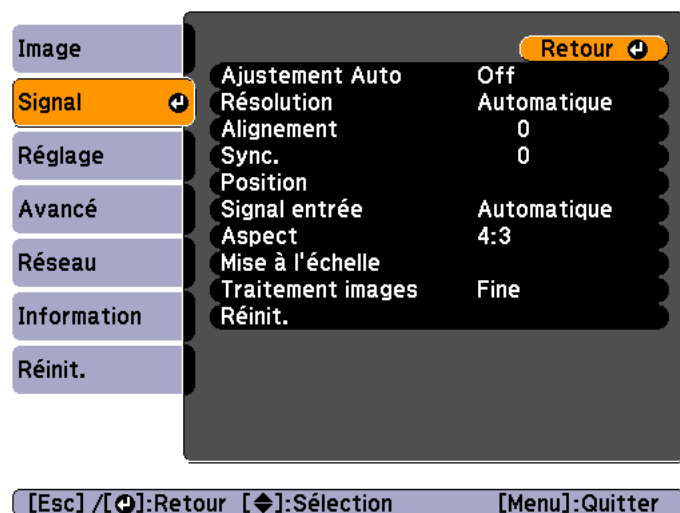 Image
Signal
Réglage
Avancé
Réseau
Information
Réinit.
Retour
Ajustement Auto Off
Résolution Automatique
Alignement 0
Sync. 0
Position
Signal entrée Automatique
Aspect 4:3
Mise à l'échelle
Traitement images Fine
Réinit.
[Esc] /[⏎]:Retour [◆]:Sélection [Menu]:Quitter